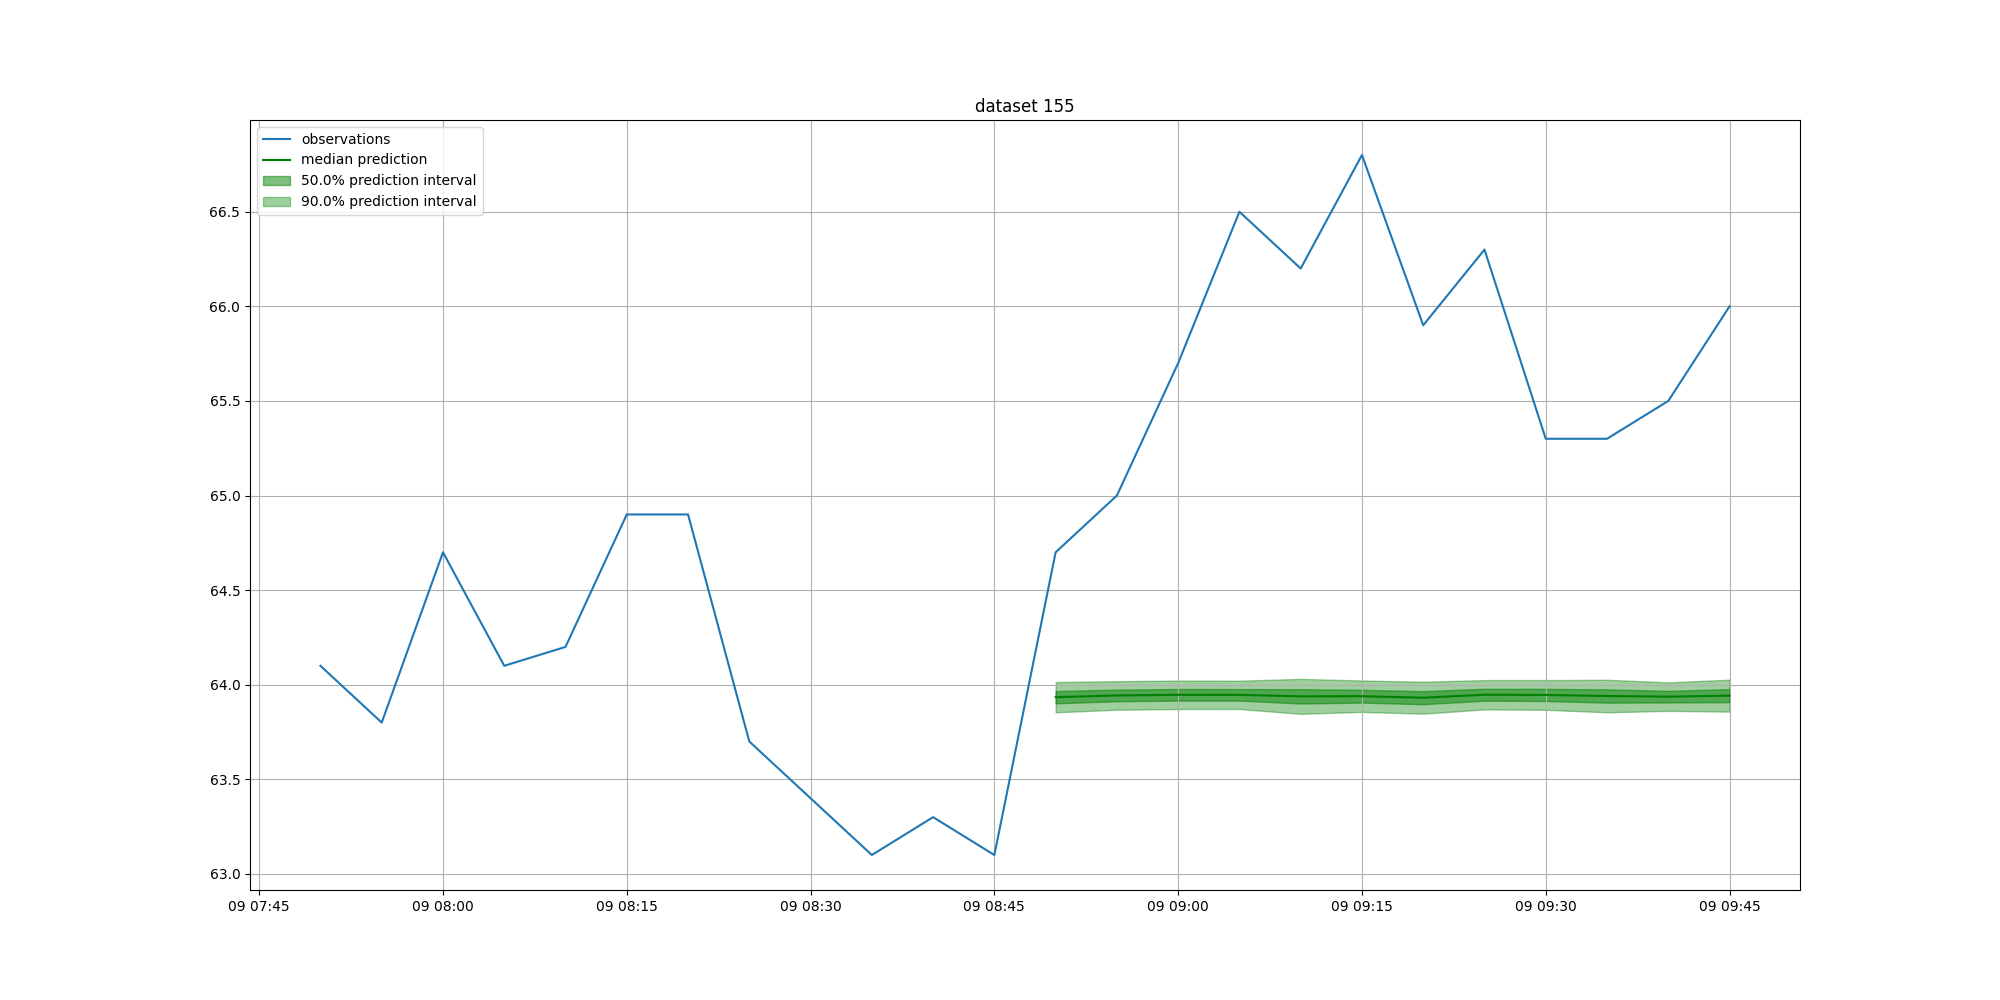 dataset 155
observations
median prediction
50.0% prediction interval
90.0% prediction interval
66.5
66.0
65.5
65.0
64.5
64.0
63.5
63.0
09 07:45 09 08:00 09 08:15 09 08:30 09 08:45 09 09:00 09 09:15 09 09:30 09 09:45